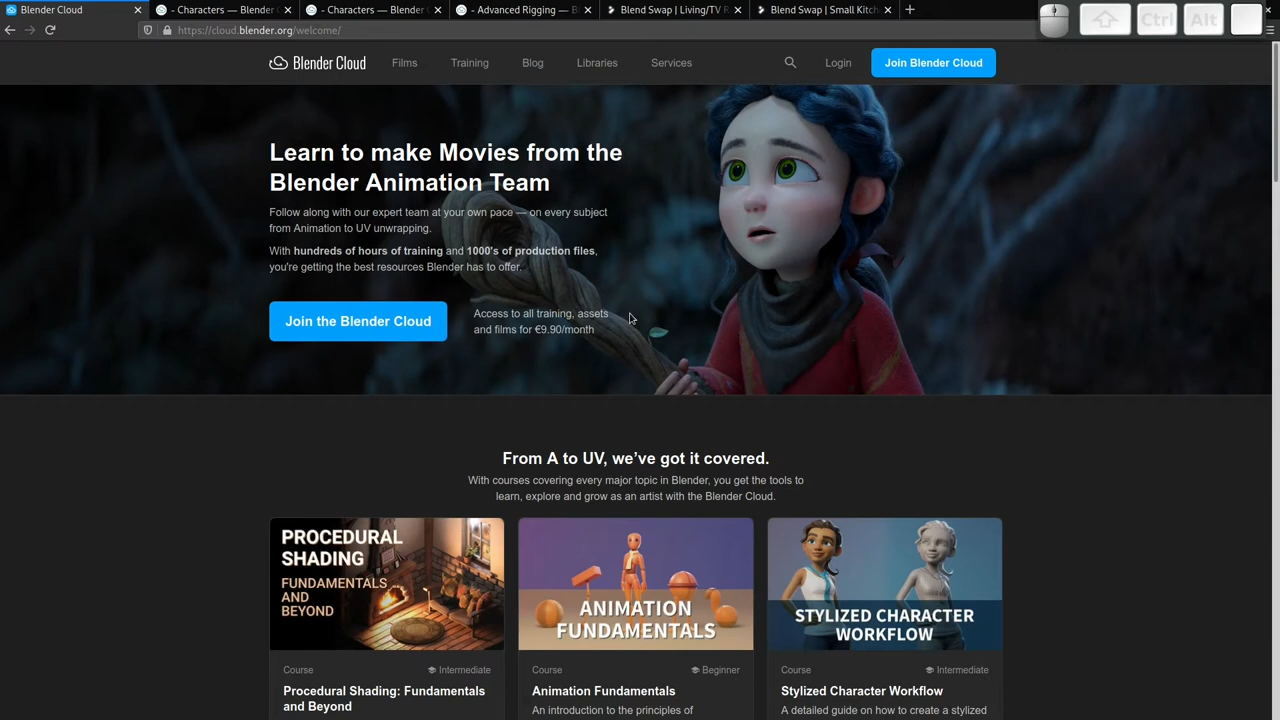 Blender Cloud
- Characters — Blender C
- Characters — Blender C
- Advanced Rigging — B
Blend Swap | Living/TV R
Blend Swap | Small Kitch
Ctrl
Alt
https://cloud.blender.org/welcome/
Blender Cloud
Films
Training
Blog
Libraries
Services
Login
Join Blender Cloud
Learn to make Movies from the
Blender Animation Team
Follow along with our expert team at your own pace — on every subject
from Animation to UV unwrapping.
With hundreds of hours of training and 1000's of production files,
you're getting the best resources Blender has to offer.
Join the Blender Cloud
Access to all training, assets
and films for €9.90/month
From A to UV, we’ve got it covered.
With courses covering every major topic in Blender, you get the tools to
learn, explore and grow as an artist with the Blender Cloud.
PROCEDURAL
SHADING
FUNDAMENTALS
AND
BEYOND
ANIMATION
FUNDAMENTALS
STYLIZED CHARACTER
WORKFLOW
Course
Intermediate
Procedural Shading: Fundamentals
and Beyond
Course
Beginner
Animation Fundamentals
An introduction to the principles of
Course
Intermediate
Stylized Character Workflow
A detailed guide on how to create a stylized